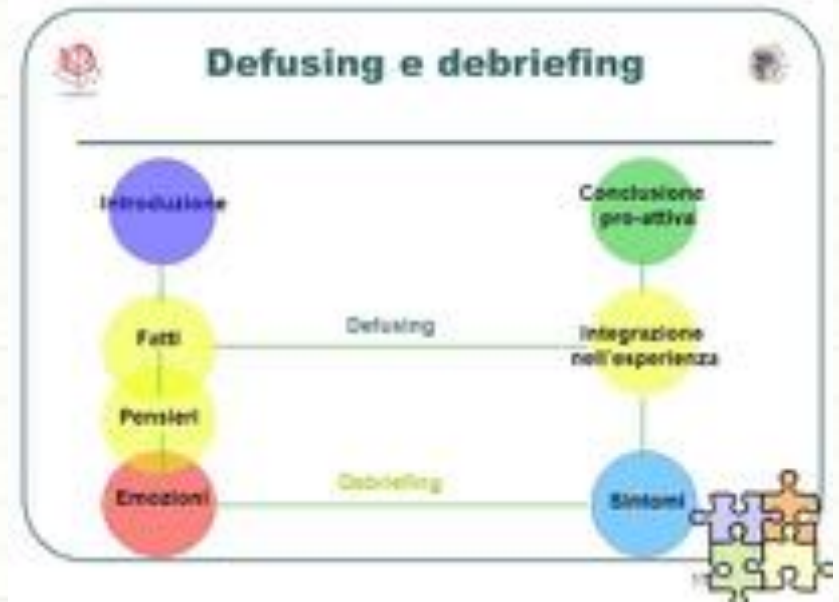 Defusing e debriefing
Introduzione
Conclusione
pro-attiva
Fatti
Defusing
Integrazione
nell'esperienza
Pensieri
Emozioni
Debriefing
Sintomi